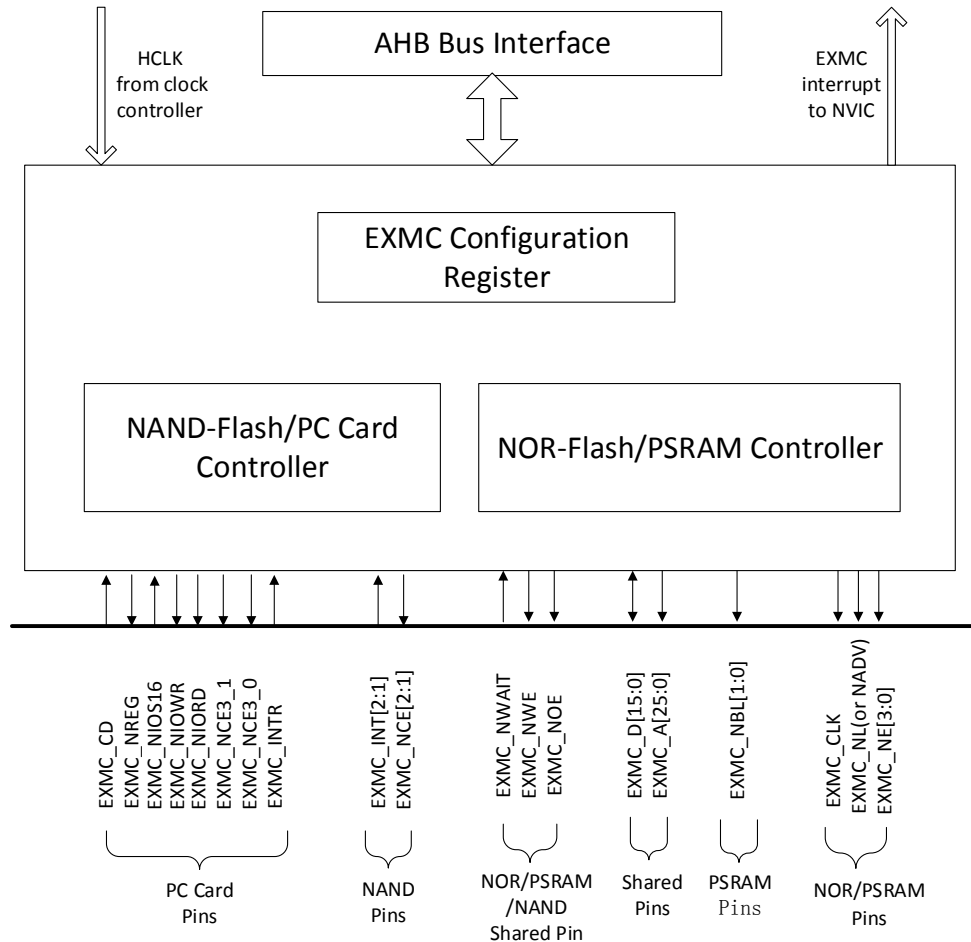 HCLK
from clock
controller
AHB Bus Interface
EXMC
interrupt
to NVIC
EXMC Configuration
Register
NAND-Flash/PC Card
Controller
NOR-Flash/PSRAM Controller
EXMC_CD
EXMC_NREG
EXMC_NIOS16
EXMC_NIOWR
EXMC_NIORD
EXMC_NCE3_1
EXMC_NCE3_0
EXMC_INTR
EXMC_INT[2:1]
EXMC_NCE[2:1]
EXMC_NWAIT
EXMC_NWE
EXMC_NOE
EXMC_D[15:0]
EXMC_A[25:0]
EXMC_NBL[1:0]
EXMC_CLK
EXMC_NL(or NADV)
EXMC_NE[3:0]
PC Card
Pins
NAND
Pins
NOR/PSRAM
/NAND
Shared Pin
Shared
Pins
PSRAM
Pins
NOR/PSRAM
Pins